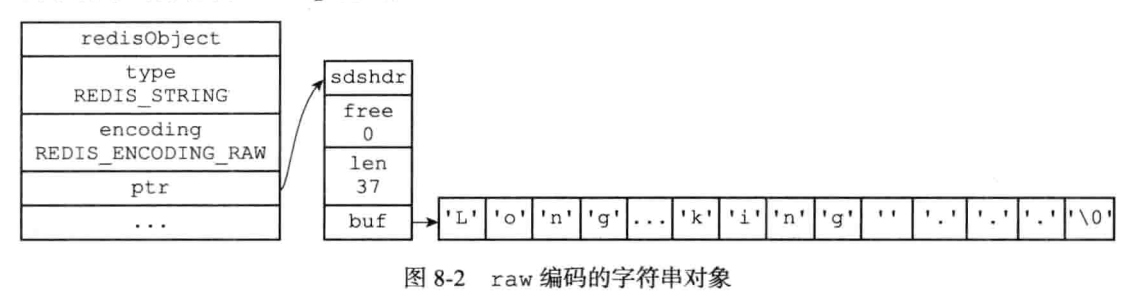 redisObject
type
REDIS_STRING
encoding
REDIS_ENCODING_RAW
ptr
...
sdshdr
free
0
len
37
buf
'L' 'o' 'n' 'g' ... 'k' 'i' 'n' 'g' '' '.' '.' '.' '\0'
图 8-2 raw 编码的字符串对象